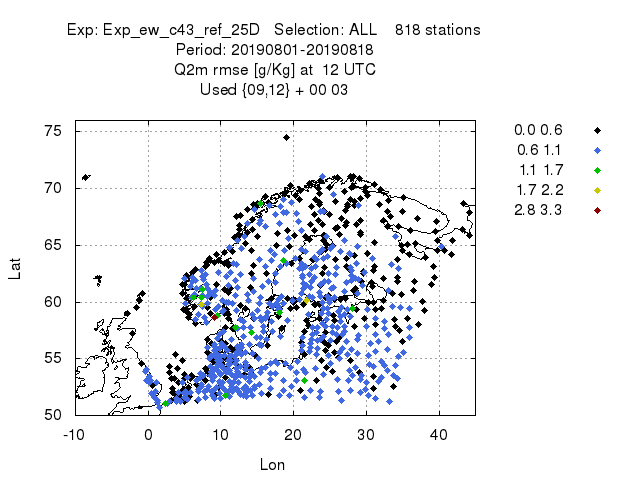 Exp: Exp_ew_c43_ref_25D   Selection: ALL    818 stations
Period: 20190801-20190818
Q2m rmse [g/Kg] at  12 UTC
Used {09,12} + 00 03
75
70
65
60
55
50
Lat
-10 0 10 20 30 40
Lon
0.0 0.6
0.6 1.1
1.1 1.7
1.7 2.2
2.8 3.3